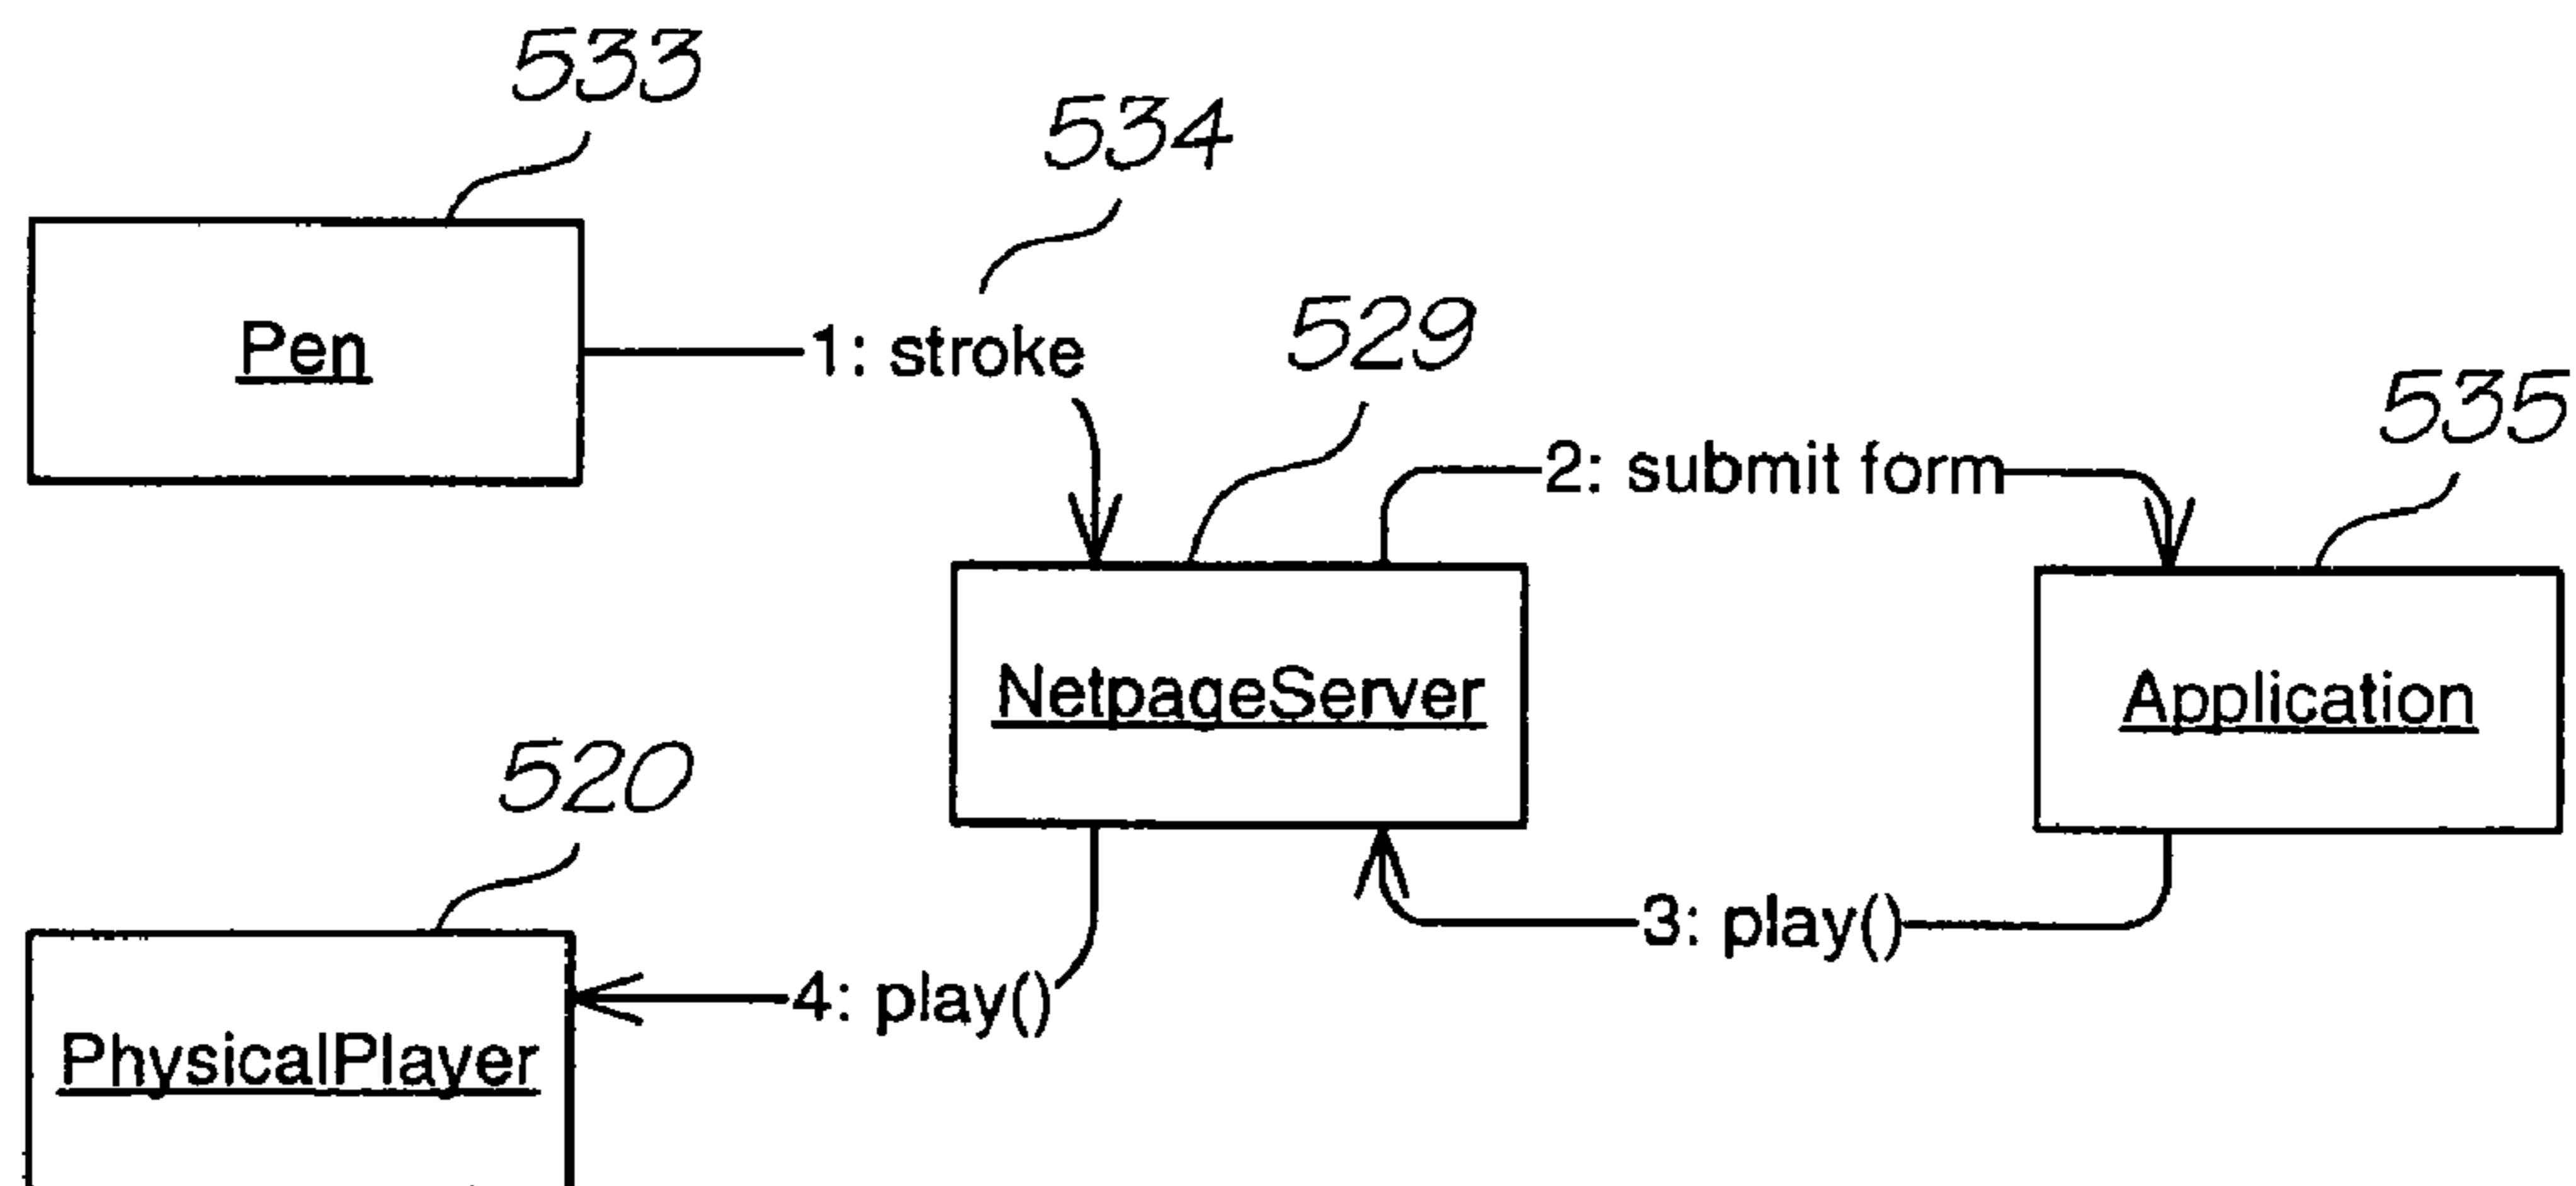 533
534
Pen
1: stroke
529
535
2: submit form
NetpageServer
Application
520
3: play()
4: play()
PhysicalPlayer